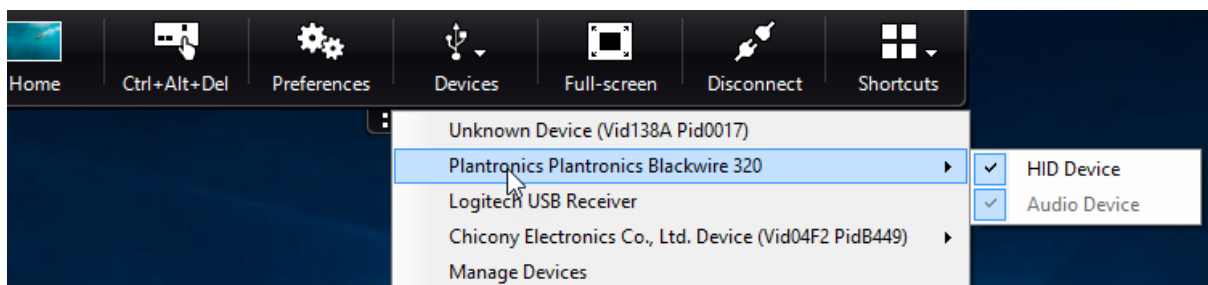 Home Ctrl+Alt+Del Preferences Devices Full-screen Disconnect Shortcuts
Unknown Device (Vid138A Pid0017)
Plantronics Plantronics Blackwire 320 HID Device
Logitech USB Receiver Audio Device
Chicony Electronics Co., Ltd. Device (Vid04F2 PidB449)
Manage Devices